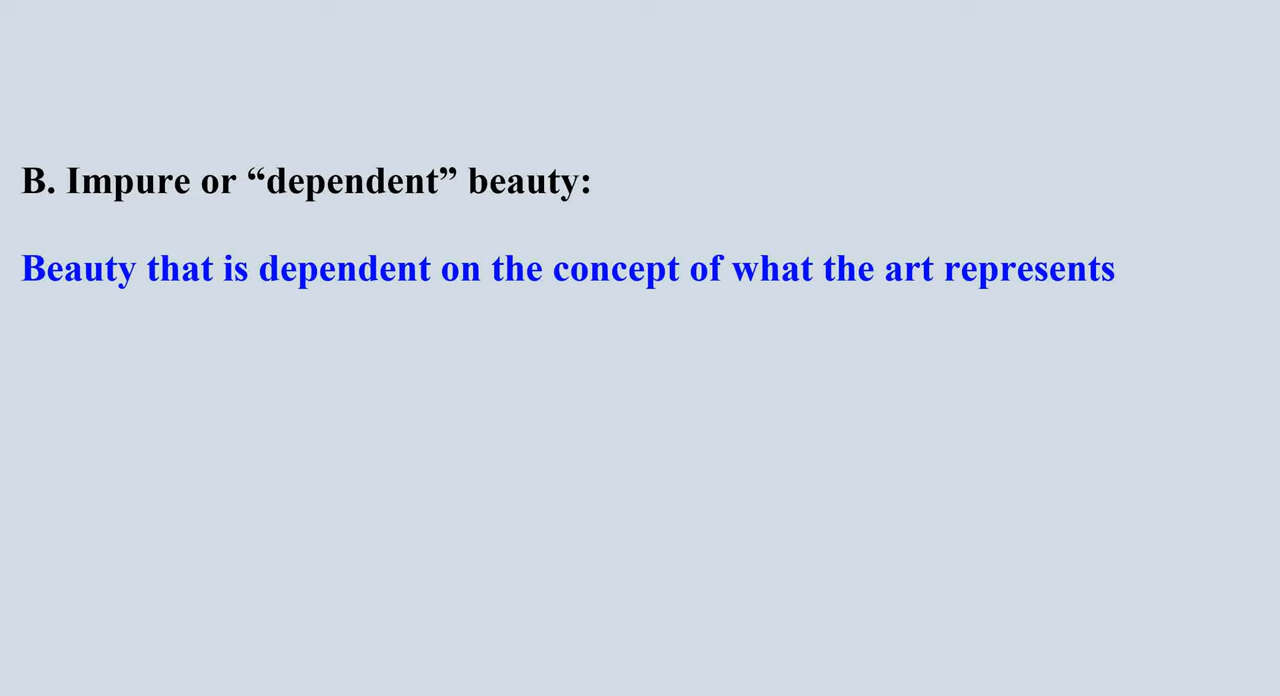 B. Impure or “dependent” beauty:
Beauty that is dependent on the concept of what the art represents